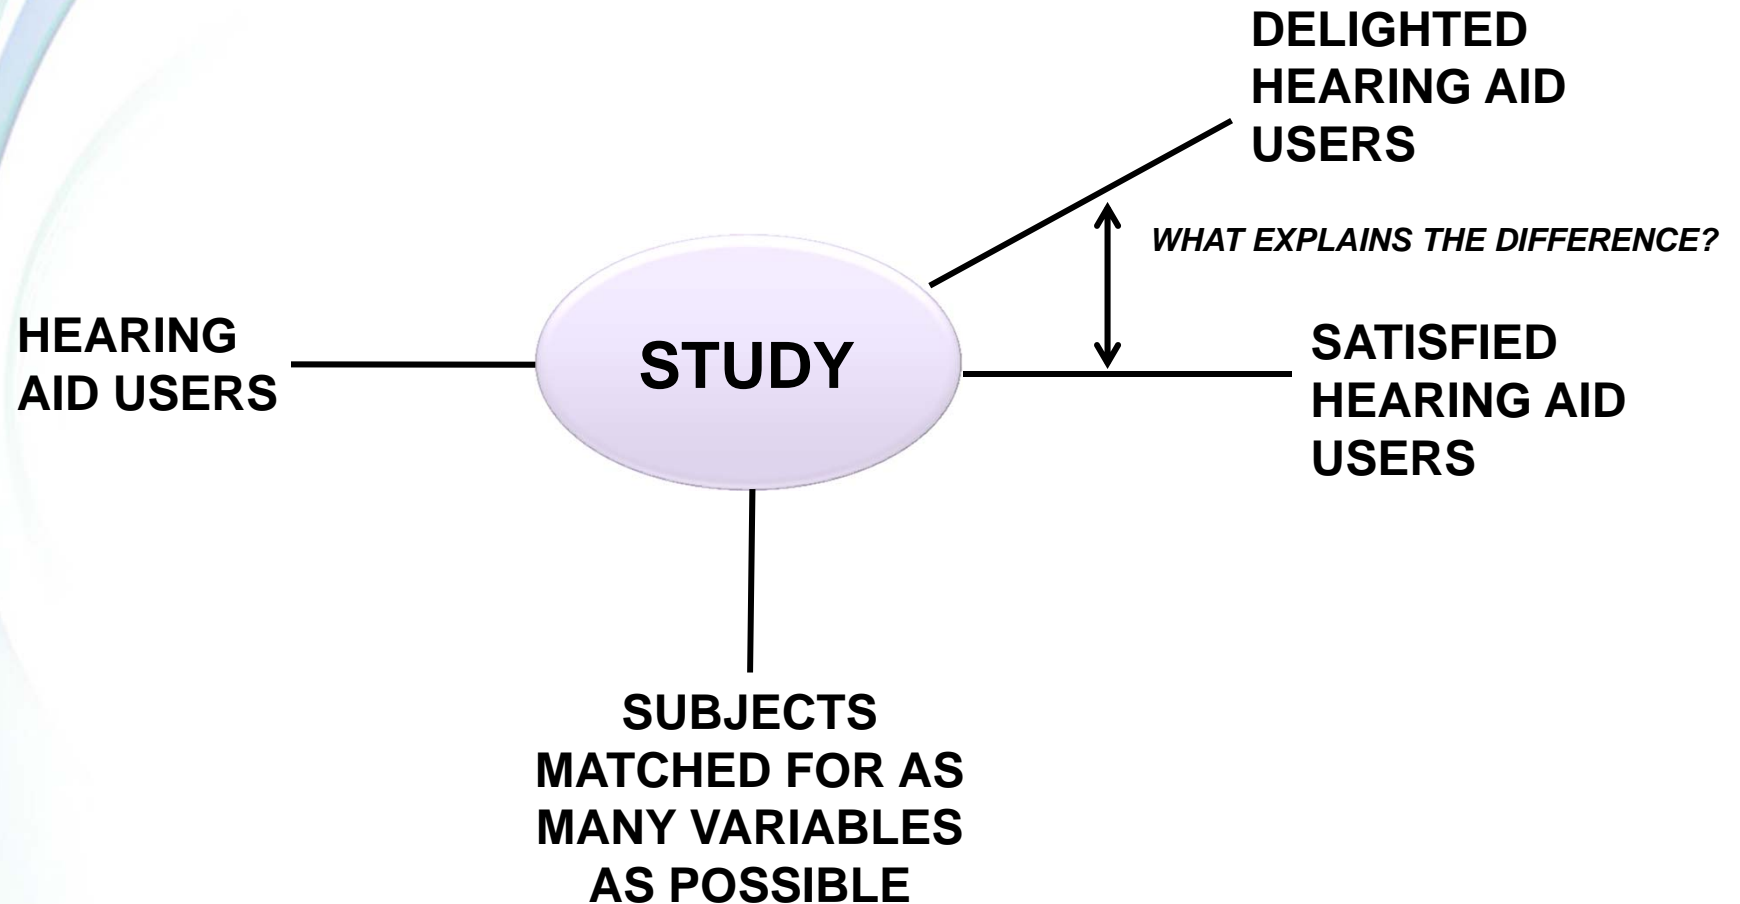 DELIGHTED
HEARING AID
USERS
WHAT EXPLAINS THE DIFFERENCE?
HEARING
AID USERS
STUDY
SATISFIED
HEARING AID
USERS
SUBJECTS
MATCHED FOR AS
MANY VARIABLES
AS POSSIBLE